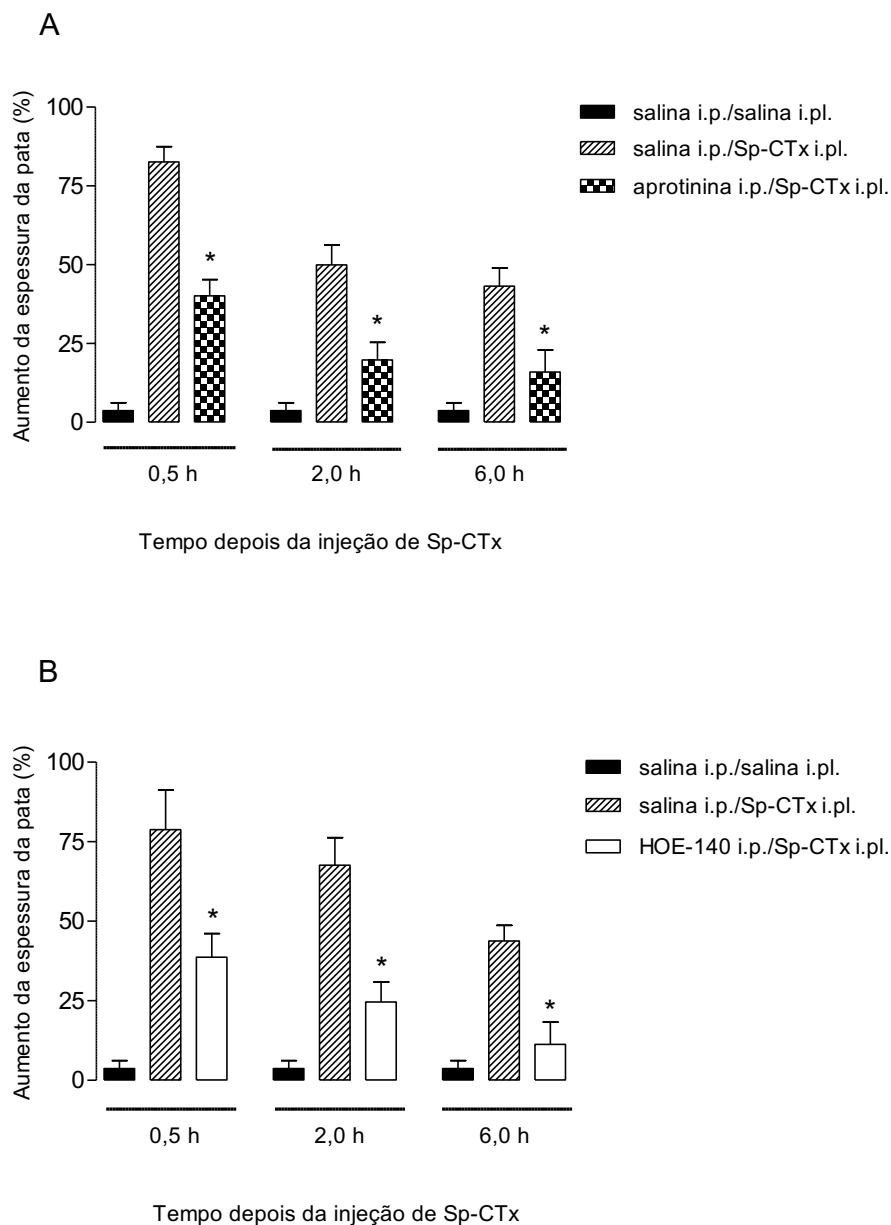 A
Aumento da espessura da pata (%)
100
75
50
25
0
salina i.p./salina i.pl.
salina i.p./Sp-CTx i.pl.
aprotinina i.p./Sp-CTx i.pl.
*
*
*
0,5 h
2,0 h
6,0 h
Tempo depois da injeção de Sp-CTx
B
Aumento da espessura da pata (%)
100
75
50
25
0
salina i.p./salina i.pl.
salina i.p./Sp-CTx i.pl.
HOE-140 i.p./Sp-CTx i.pl.
*
*
*
0,5 h
2,0 h
6,0 h
Tempo depois da injeção de Sp-CTx